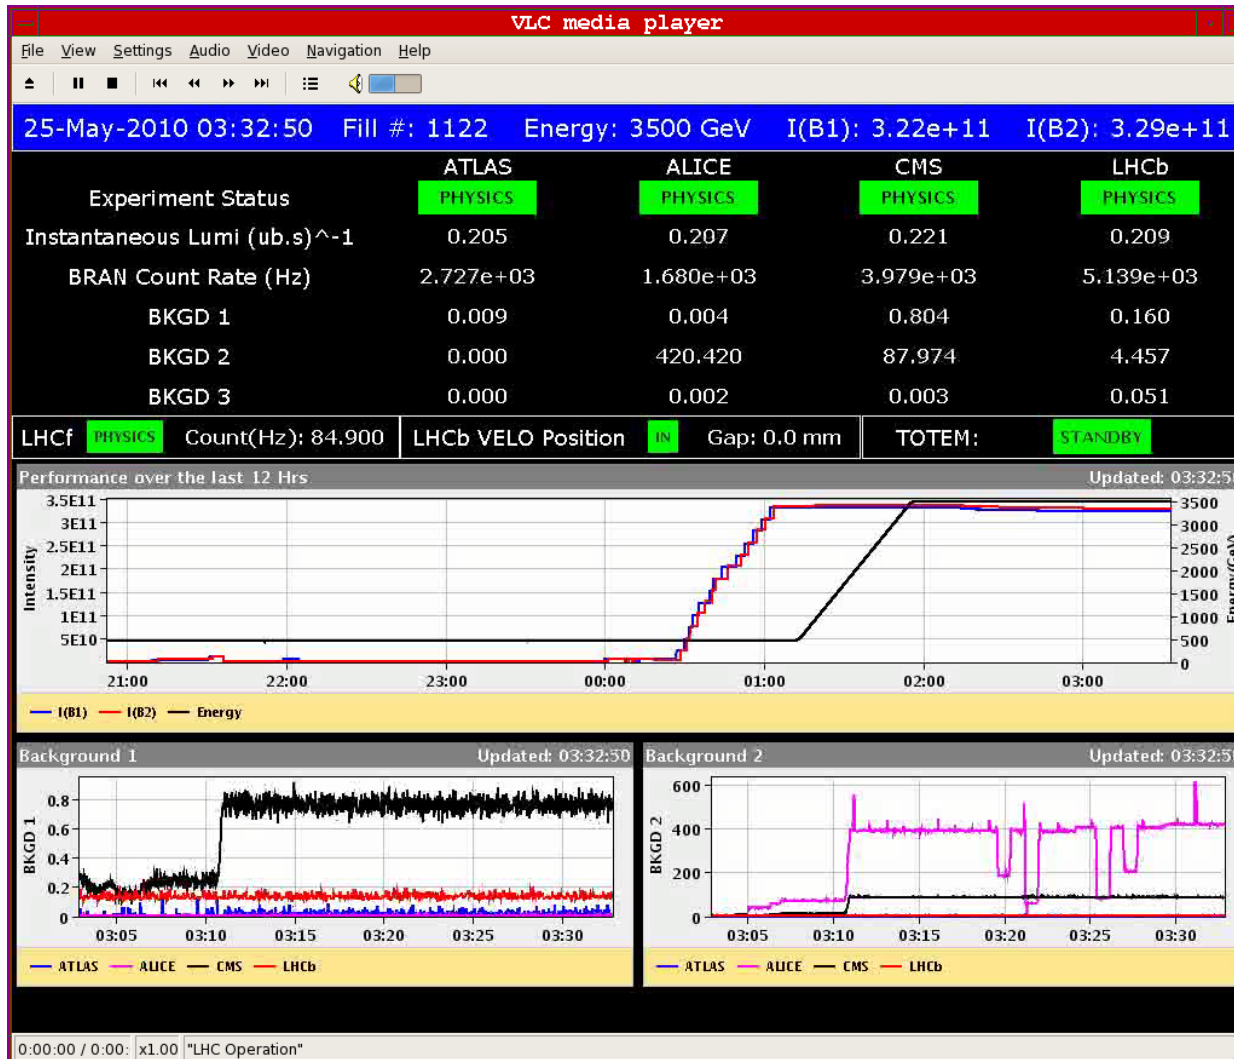 VLC media player
File View Settings Audio Video Navigation Help
25-May-2010 03:32:50 Fill #: 1122 Energy: 3500 GeV I(B1): 3.22e+11 I(B2): 3.29e+11
ATLAS ALICE CMS LHCb
Experiment Status PHYSICS PHYSICS PHYSICS PHYSICS
Instantaneous Lumi (ub.s)^-1 0.205 0.207 0.221 0.209
BRAN Count Rate (Hz) 2.727e+03 1.680e+03 3.979e+03 5.139e+03
BKGD 1 0.009 0.004 0.804 0.160
BKGD 2 0.000 420.420 87.974 4.457
BKGD 3 0.000 0.002 0.003 0.051
LHCf PHYSICS Count(Hz): 84.900 LHCb VELO Position IN Gap: 0.0 mm TOTEM: STANDBY
Performance over the last 12 Hrs Updated: 03:32:50
Intensity
3.5E11
3E11
2.5E11
2E11
1.5E11
1E11
5E10
3500
3000
2500
2000
1500
1000
500
0
Energy(GeV)
21:00 22:00 23:00 00:00 01:00 02:00 03:00
I(B1) I(B2) Energy
Background 1 Updated: 03:32:50
BKGD 1
0.8
0.6
0.4
0.2
0
03:05 03:10 03:15 03:20 03:25 03:30
ATLAS ALICE CMS LHCb
Background 2 Updated: 03:32:50
BKGD 2
600
400
200
0
03:05 03:10 03:15 03:20 03:25 03:30
ATLAS ALICE CMS LHCb
0:00:00 / 0:00: x1.00 "LHC Operation"